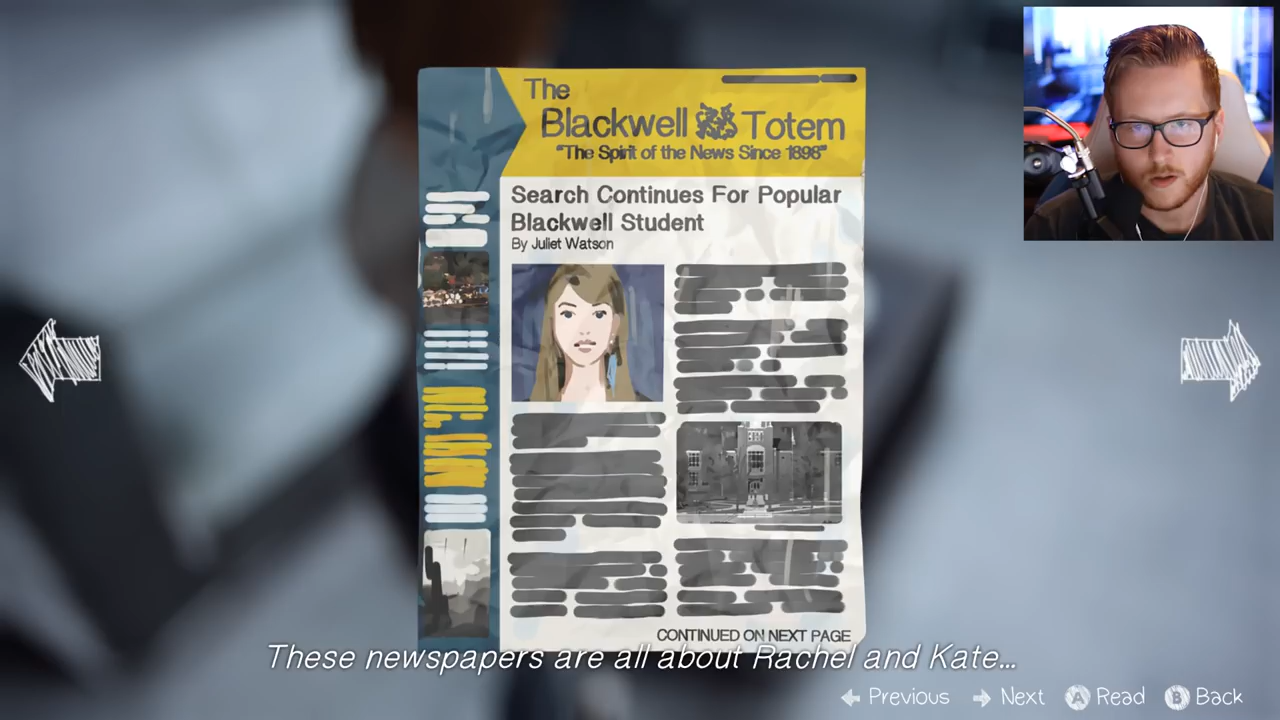 The
Blackwell Totem
"The Spirit of the News Since 1898"
Search Continues For Popular
Blackwell Student
By Juliet Watson
CONTINUED ON NEXT PAGE
These newspapers are all about Rachel and Kate...
Previous Next A Read B Back